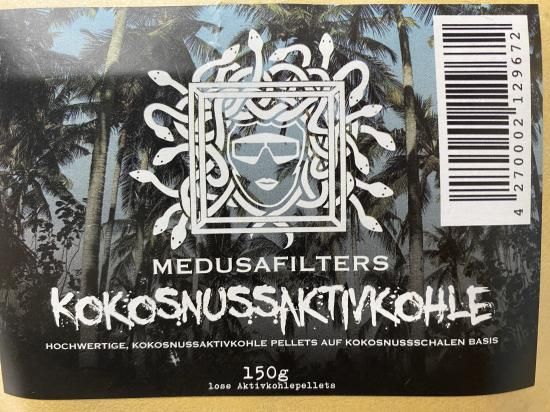 MEDUSAFILTERS
KOKOSNUSSAKTIVKOHLE
HOCHWERTIGE, KOKOSNUSSAKTIVKOHLE PELLETS AUF KOKOSNUSSSCHALEN BASIS
150g
lose Aktivkohlepellets
4 270002 129672